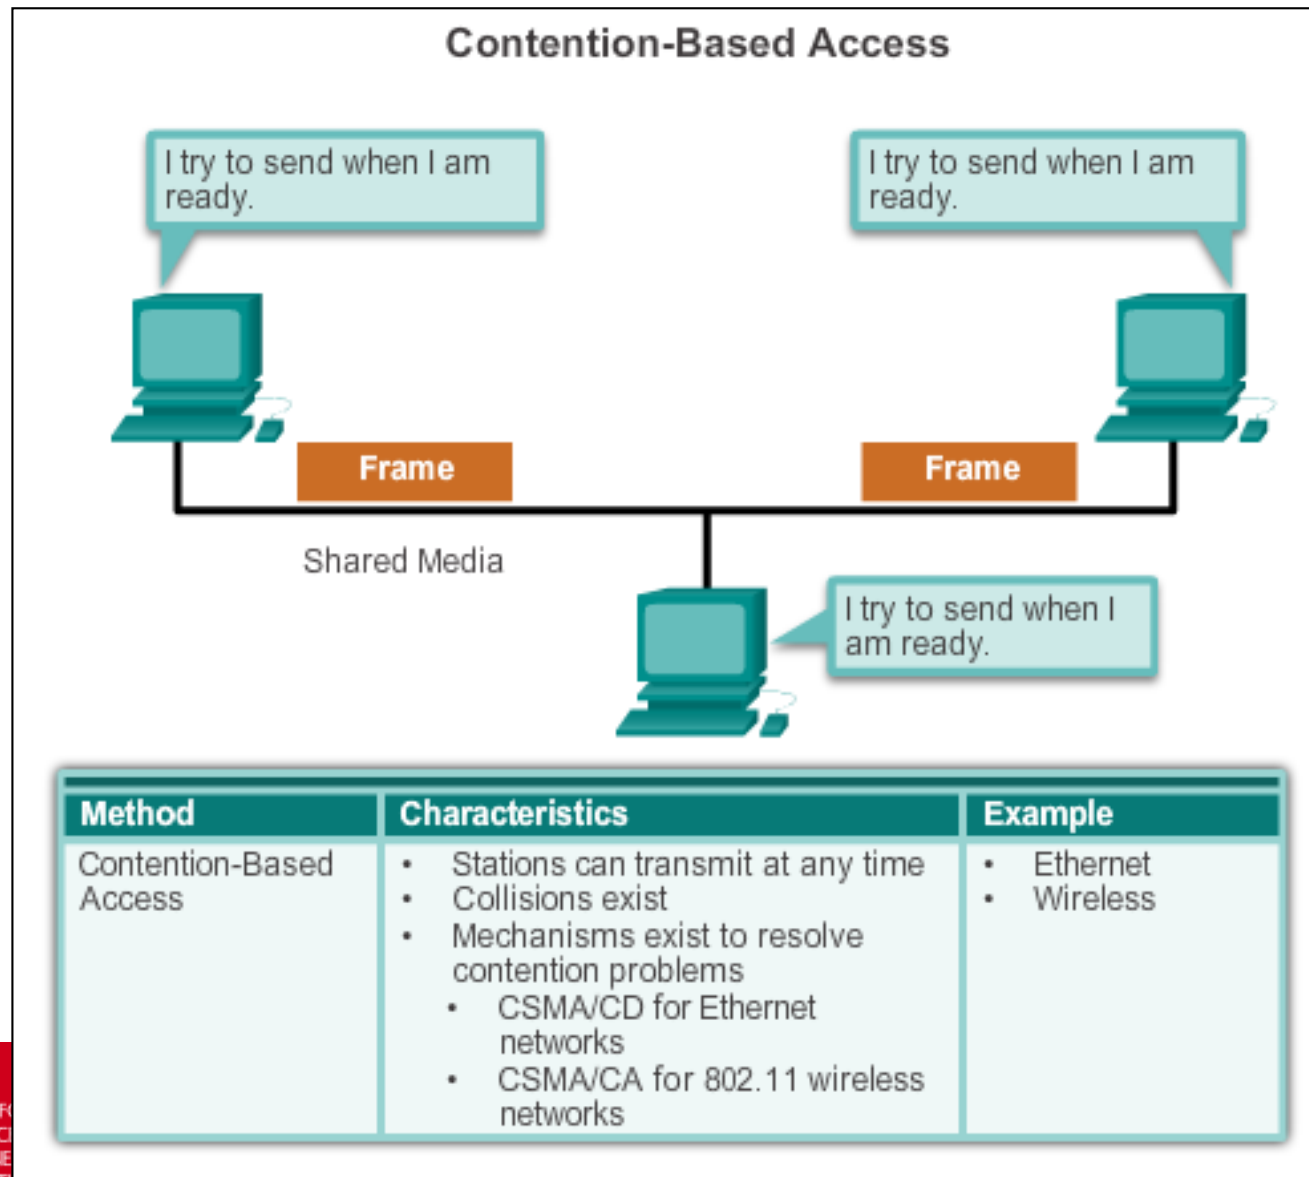 Contention-Based Access
I try to send when I am
ready.
I try to send when I am
ready.
Frame
Frame
Shared Media
I try to send when I
am ready.
Method
Characteristics
Example
Contention-Based
Access
• Stations can transmit at any time
• Collisions exist
• Mechanisms exist to resolve
contention problems
• CSMA/CD for Ethernet
networks
• CSMA/CA for 802.11 wireless
networks
• Ethernet
• Wireless